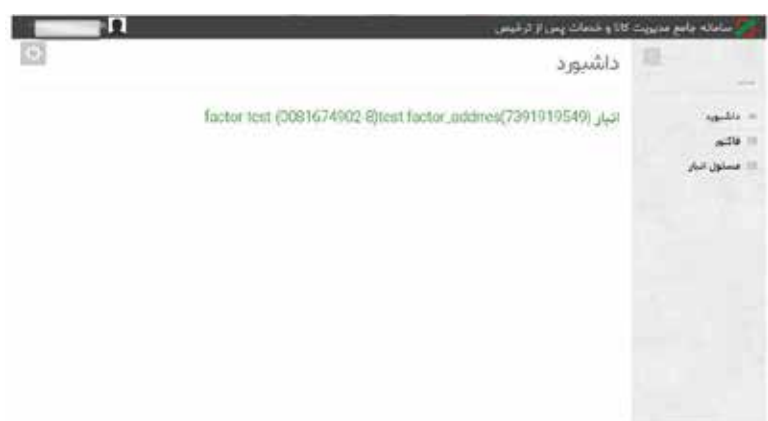 سامانه جامع مدیریت کالا و خدمات پس از ترخیص
داشبورد
فاکتور
مسئول انبار
داشبورد
انبار factor test (0081674902-8)test factor_addres(7391919549)